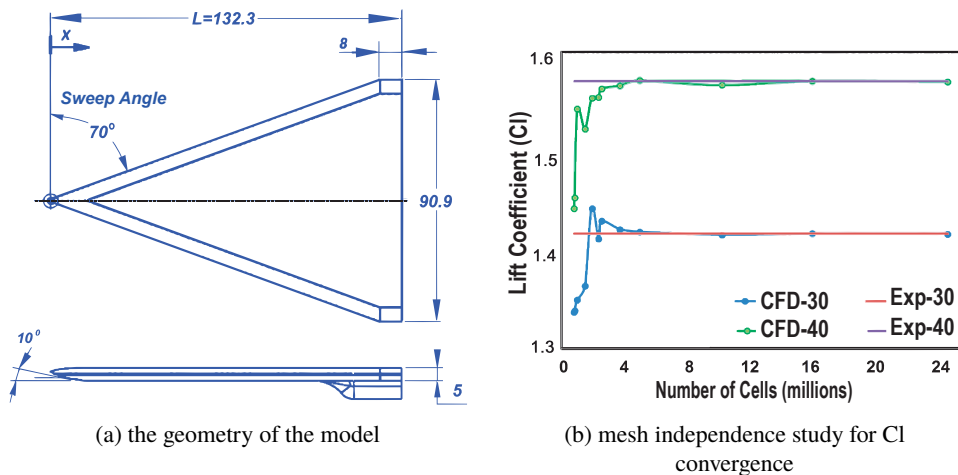 L=132.3
X
8
Sweep Angle
70°
90.9
10°
5
(a) the geometry of the model
1.6
1.5
1.4
1.3
Lift Coefficient (Cl)
CFD-30
Exp-30
CFD-40
Exp-40
0
4
8
12
16
20
24
Number of Cells (millions)
(b) mesh independence study for Cl
convergence